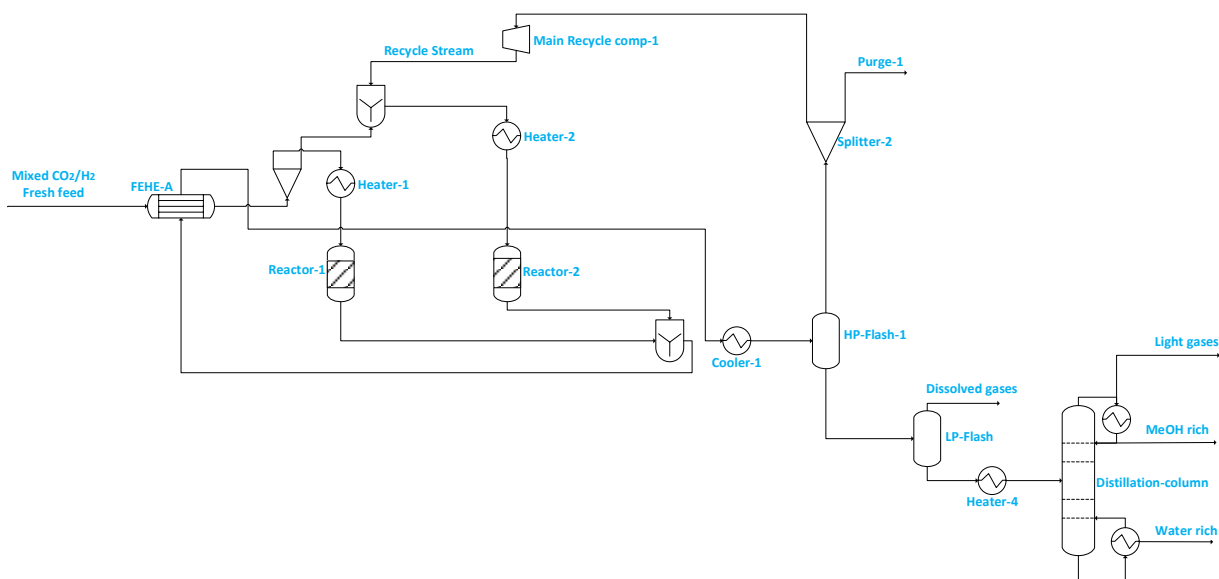 Main Recycle comp-1
Recycle Stream
Purge-1
Heater-2
Splitter-2
Mixed CO₂/H₂
Fresh feed
FEHE-A
Heater-1
Reactor-1
Reactor-2
HP-Flash-1
Cooler-1
Light gases
Dissolved gases
MeOH rich
LP-Flash
Distillation-column
Heater-4
Water rich